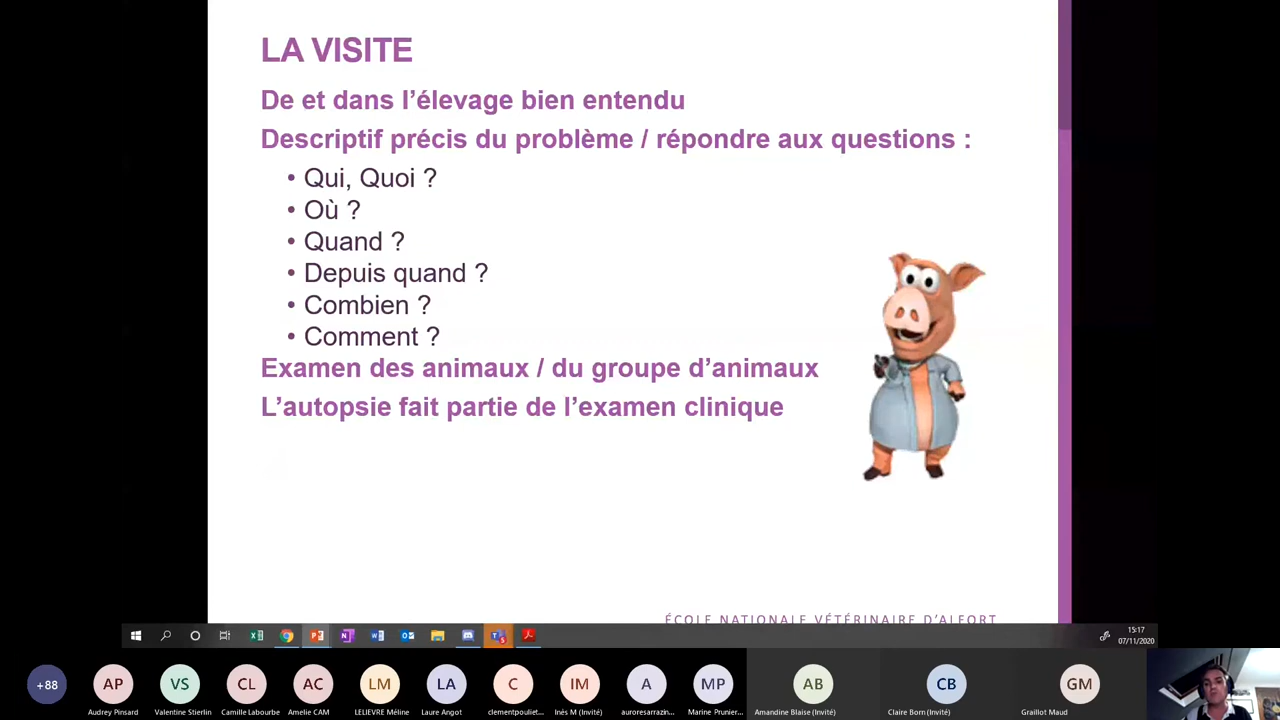 LA VISITE
De et dans l’élevage bien entendu
Descriptif précis du problème / répondre aux questions :
• Qui, Quoi ?
• Où ?
• Quand ?
• Depuis quand ?
• Combien ?
• Comment ?
Examen des animaux / du groupe d’animaux
L’autopsie fait partie de l’examen clinique
ÉCOLE NATIONALE VÉTÉRINAIRE D’ALFORT
15:17
07/11/2020
+88
AP
VS
CL
AC
LM
LA
C
IM
A
MP
AB
CB
GM
Audrey Pinsard
Valentine Stierlin
Camille Labourbe
Amelie CAM
LELIEVRE Méline
Laure Angot
clementpouliet...
Inés M (Invité)
auroresarrazin...
Marine Prunier...
Amandine Blaise (Invité)
Claire Born (Invité)
Graillot Maud